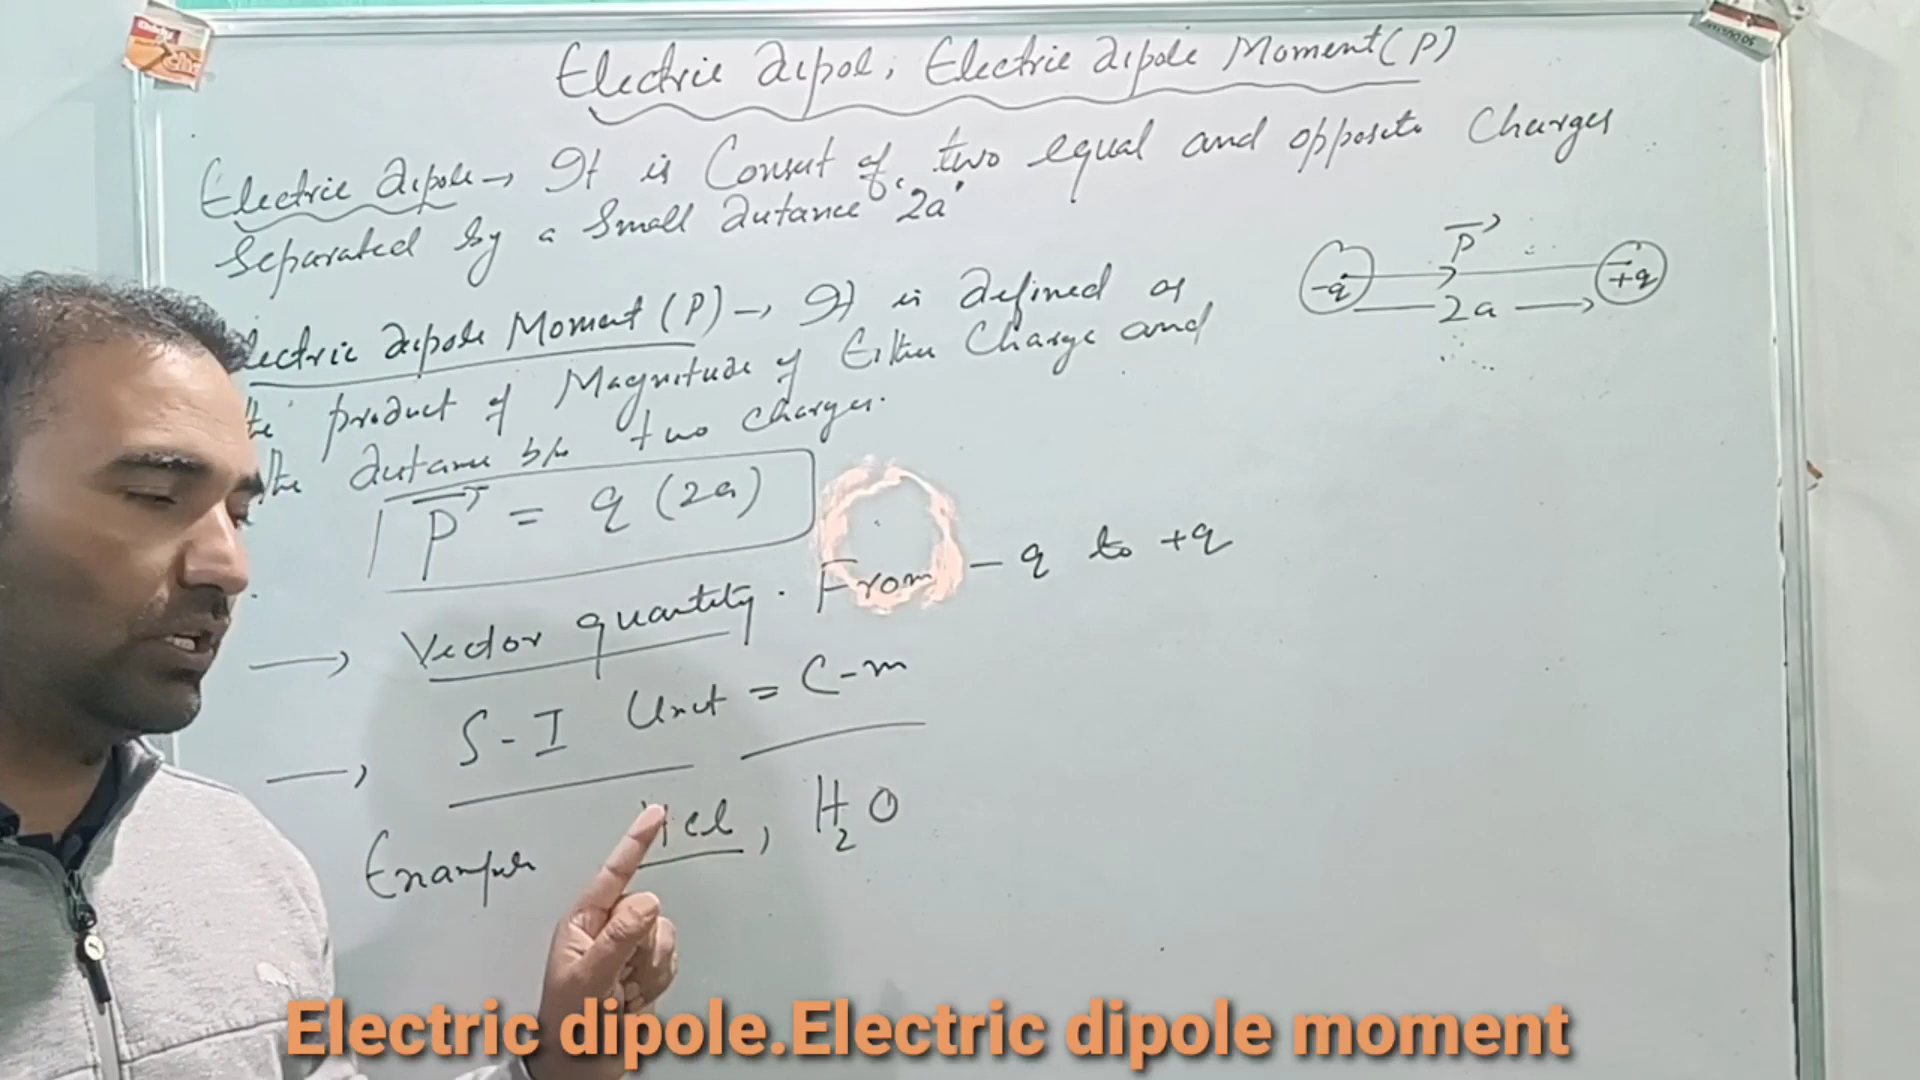 Electric dipol, Electric dipole Moment (P)
Electric dipole → It is Consist of two equal and opposite Charges
Separated by a Small distance '2a'
-q P +q
2a
lectric dipole Moment (P) → It is defined as
the product of Magnitude of Either Charge and
the distance b/w two charges.
P = q (2a)
→ Vector quantity. From -q to +q
→ S-I Unit = C-m
Example HCl, H2O
Electric dipole.Electric dipole moment